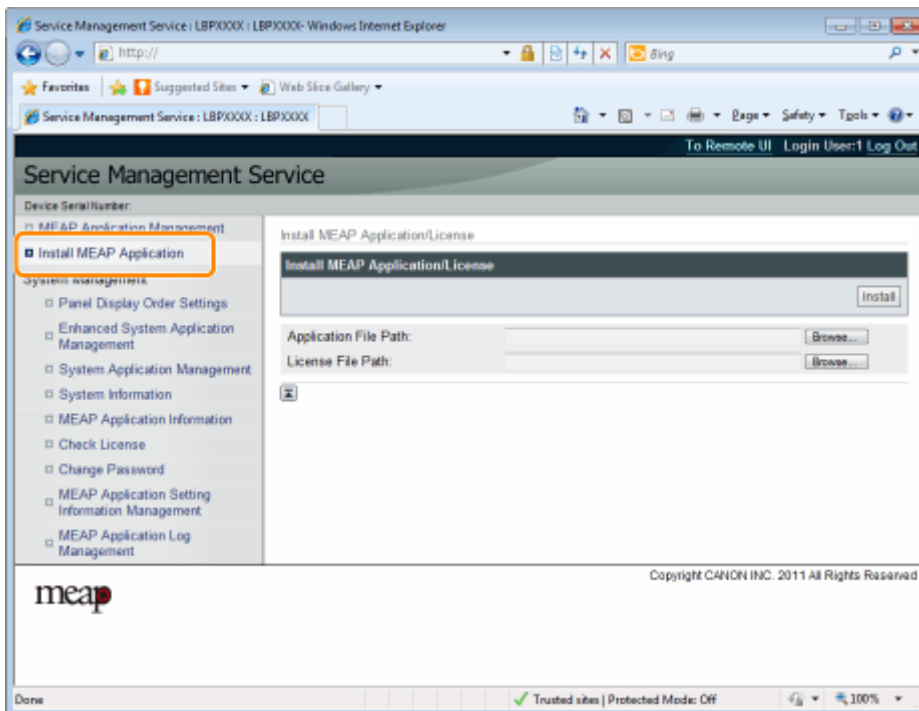 Service Management Service : LBPXXXX : LBPXXXX- Windows Internet Explorer
http://
Bing
Favorites Suggested Sites Web Slice Gallery
Service Management Service : LBPXXXX : LBPXXXX
Page Safety Tools
To Remote UI Login User:1 Log Out
Service Management Service
Device Serial Number:
MEAP Application Management
Install MEAP Application
System Management
Panel Display Order Settings
Enhanced System Application
Management
System Application Management
System Information
MEAP Application Information
Check License
Change Password
MEAP Application Setting
Information Management
MEAP Application Log
Management
Install MEAP Application/License
Install MEAP Application/License
Install
Application File Path:
Browse...
License File Path:
Browse...
Copyright CANON INC. 2011 All Rights Reserved
meap
Done
Trusted sites | Protected Mode: Off
100%